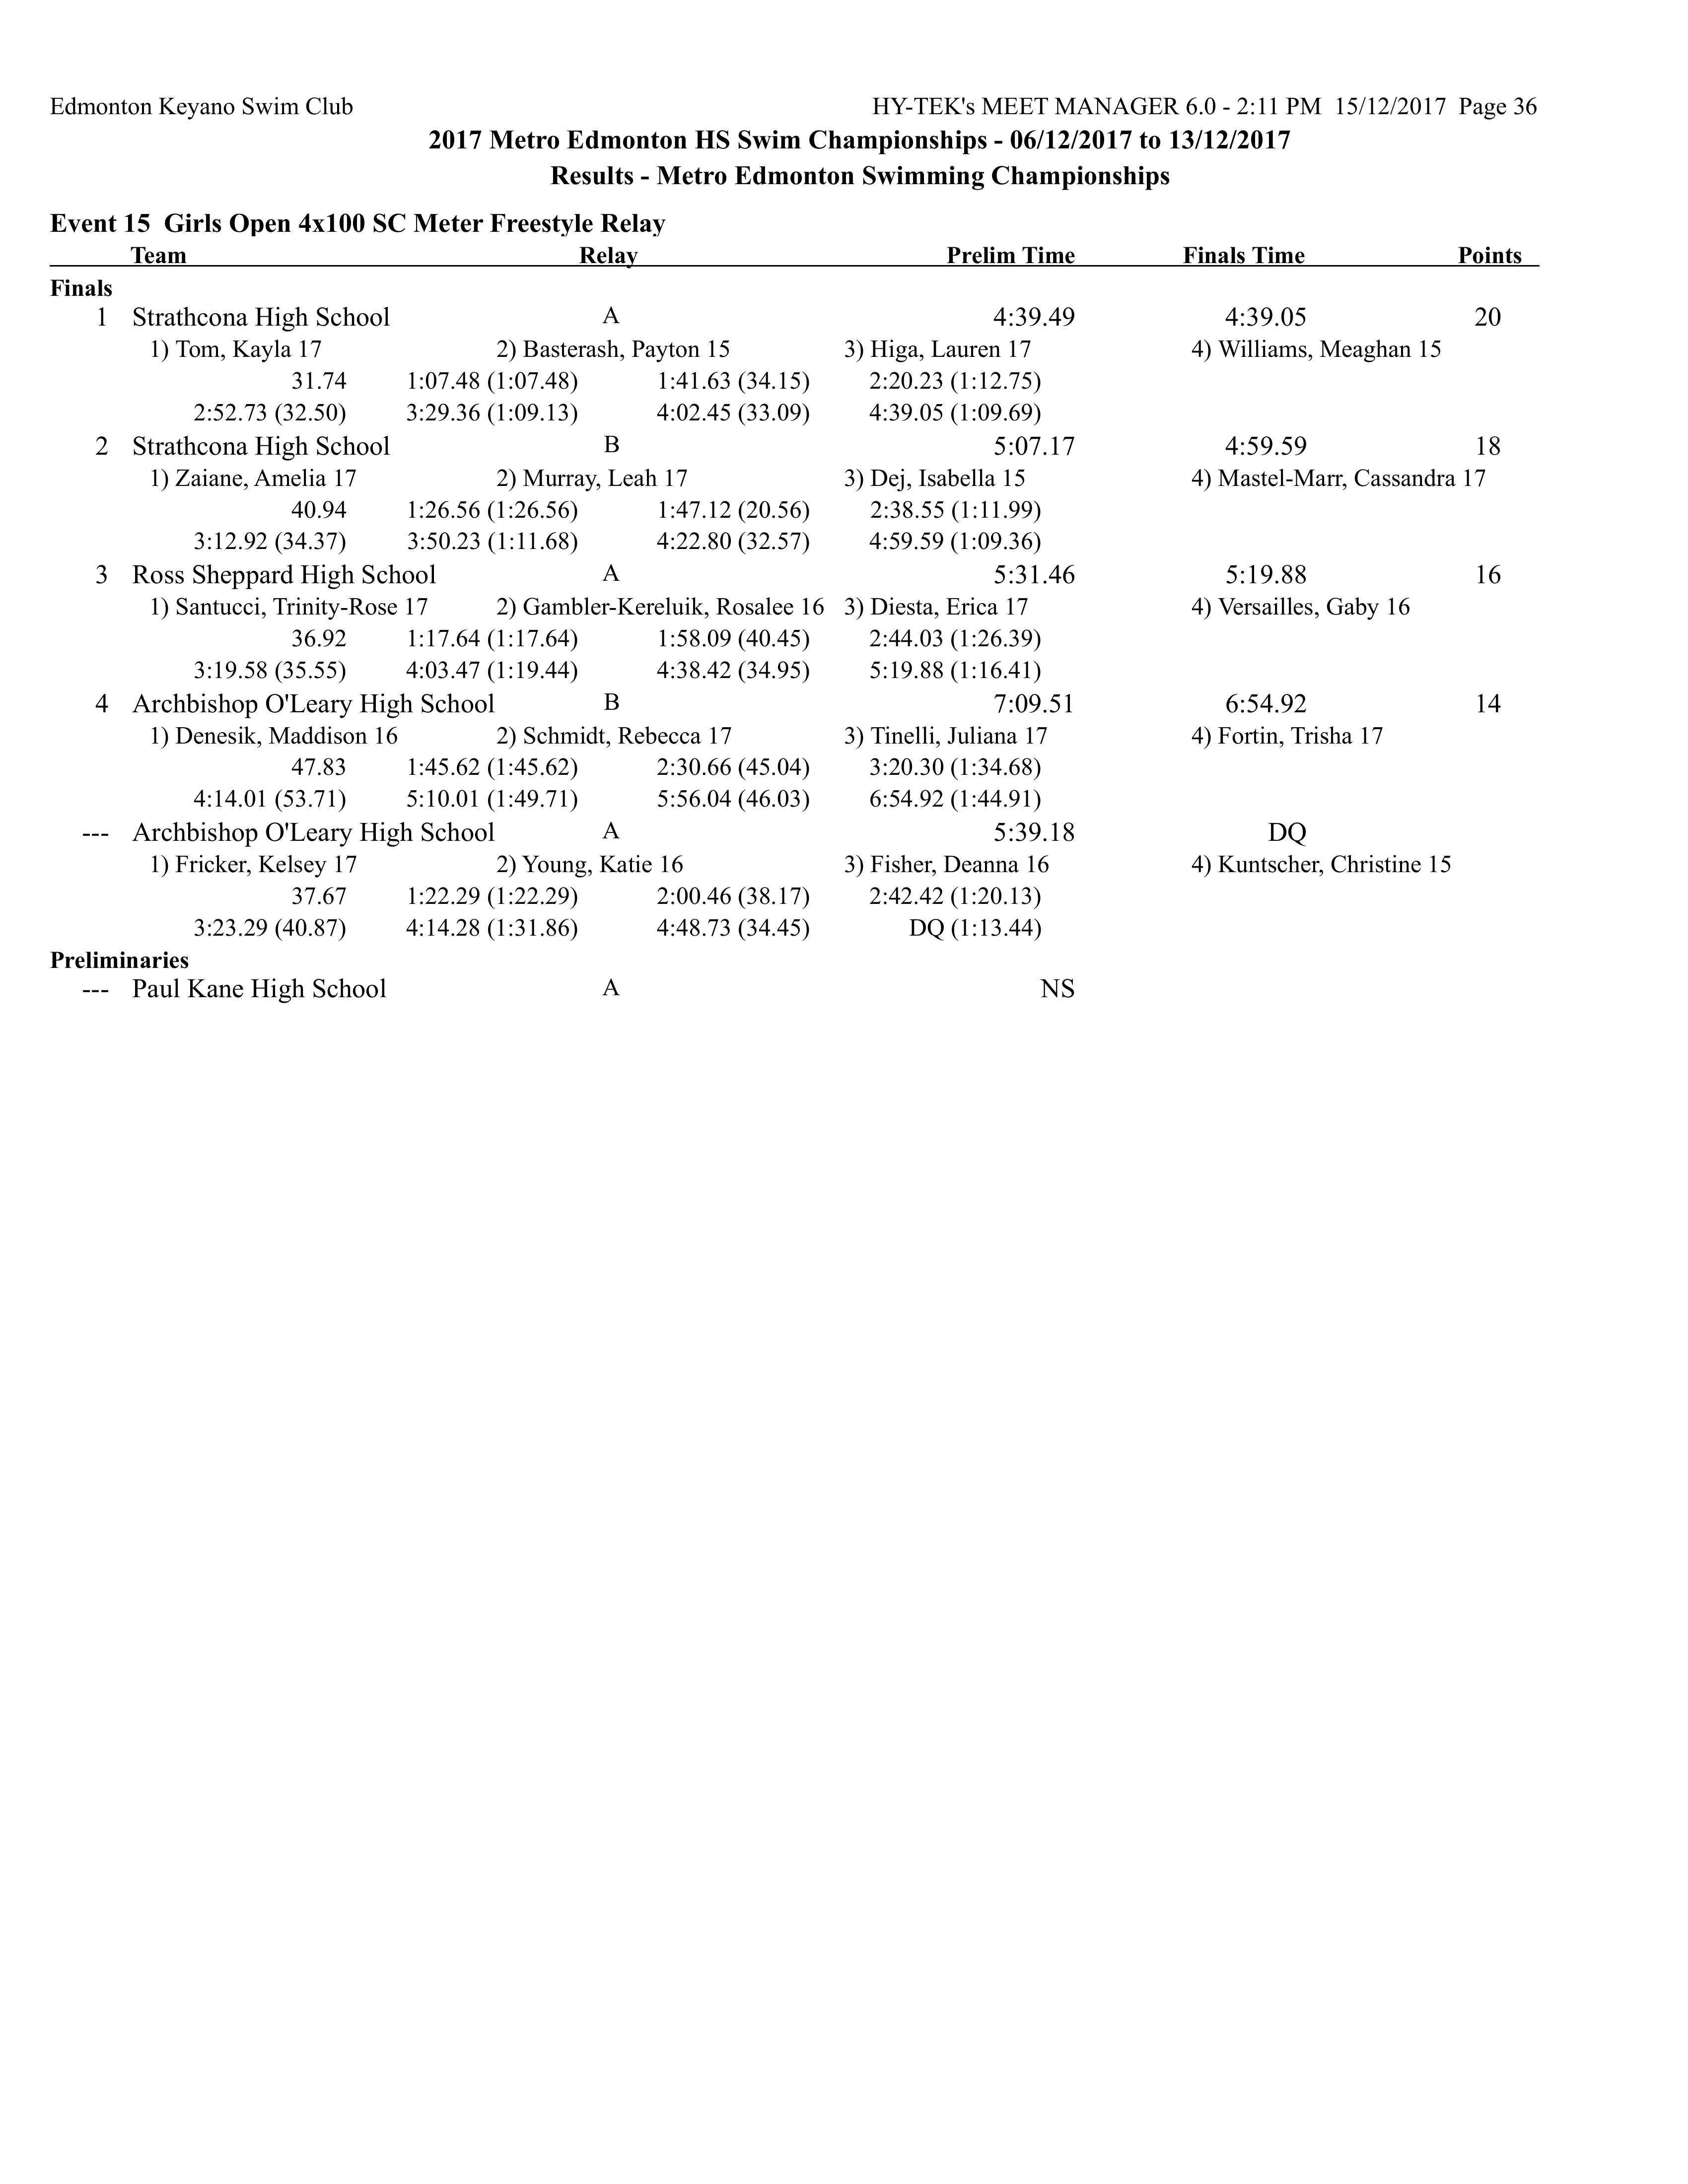 Edmonton Keyano Swim Club HY-TEK's MEET MANAGER 6.0 - 2:11 PM 15/12/2017 Page 36
2017 Metro Edmonton HS Swim Championships - 06/12/2017 to 13/12/2017
Results - Metro Edmonton Swimming Championships
Event 15 Girls Open 4x100 SC Meter Freestyle Relay
Team Relay Prelim Time Finals Time Points
Finals
1 Strathcona High School A 4:39.49 4:39.05 20
1) Tom, Kayla 17 2) Basterash, Payton 15 3) Higa, Lauren 17 4) Williams, Meaghan 15
31.74 1:07.48 (1:07.48) 1:41.63 (34.15) 2:20.23 (1:12.75)
2:52.73 (32.50) 3:29.36 (1:09.13) 4:02.45 (33.09) 4:39.05 (1:09.69)
2 Strathcona High School B 5:07.17 4:59.59 18
1) Zaiane, Amelia 17 2) Murray, Leah 17 3) Dej, Isabella 15 4) Mastel-Marr, Cassandra 17
40.94 1:26.56 (1:26.56) 1:47.12 (20.56) 2:38.55 (1:11.99)
3:12.92 (34.37) 3:50.23 (1:11.68) 4:22.80 (32.57) 4:59.59 (1:09.36)
3 Ross Sheppard High School A 5:31.46 5:19.88 16
1) Santucci, Trinity-Rose 17 2) Gambler-Kereluik, Rosalee 16 3) Diesta, Erica 17 4) Versailles, Gaby 16
36.92 1:17.64 (1:17.64) 1:58.09 (40.45) 2:44.03 (1:26.39)
3:19.58 (35.55) 4:03.47 (1:19.44) 4:38.42 (34.95) 5:19.88 (1:16.41)
4 Archbishop O'Leary High School B 7:09.51 6:54.92 14
1) Denesik, Maddison 16 2) Schmidt, Rebecca 17 3) Tinelli, Juliana 17 4) Fortin, Trisha 17
47.83 1:45.62 (1:45.62) 2:30.66 (45.04) 3:20.30 (1:34.68)
4:14.01 (53.71) 5:10.01 (1:49.71) 5:56.04 (46.03) 6:54.92 (1:44.91)
--- Archbishop O'Leary High School A 5:39.18 DQ
1) Fricker, Kelsey 17 2) Young, Katie 16 3) Fisher, Deanna 16 4) Kuntscher, Christine 15
37.67 1:22.29 (1:22.29) 2:00.46 (38.17) 2:42.42 (1:20.13)
3:23.29 (40.87) 4:14.28 (1:31.86) 4:48.73 (34.45) DQ (1:13.44)
Preliminaries
--- Paul Kane High School A NS